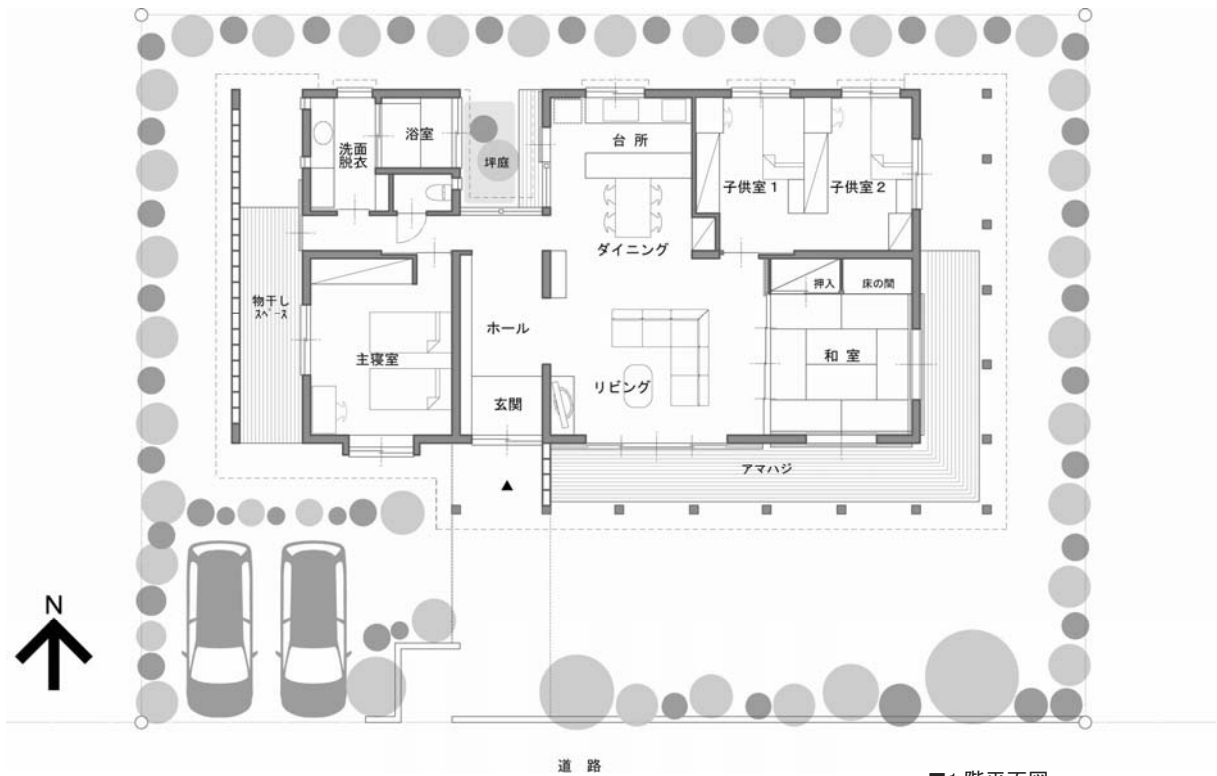 浴室
洗面
脱衣
坪庭
台 所
子供室1
子供室2
ダイニング
物干し
スペース
押入
床の間
主寝室
ホール
和 室
リビング
玄関
アマハジ
▲
N
道 路
■1階平面図